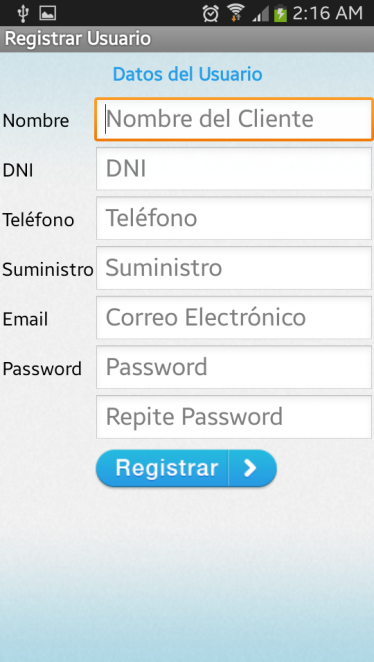 2:16 AM
Registrar Usuario
Datos del Usuario
Nombre Nombre del Cliente
DNI DNI
Teléfono Teléfono
Suministro Suministro
Email Correo Electrónico
Password Password
Repite Password
Registrar